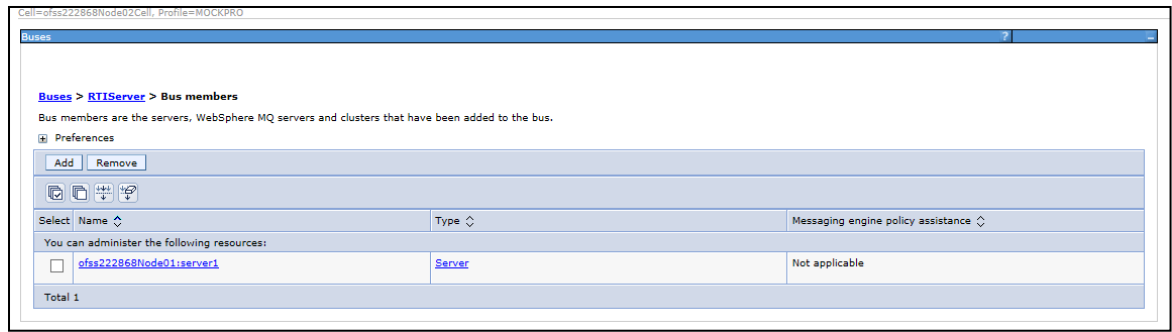 Cell=ofss222868Node02Cell, Profile=MOCKPRO
Buses ? _
Buses > RTIServer > Bus members
Bus members are the servers, WebSphere MQ servers and clusters that have been added to the bus.
Preferences
Add Remove
Select Name Type Messaging engine policy assistance
You can administer the following resources:
ofss222868Node01:server1 Server Not applicable
Total 1